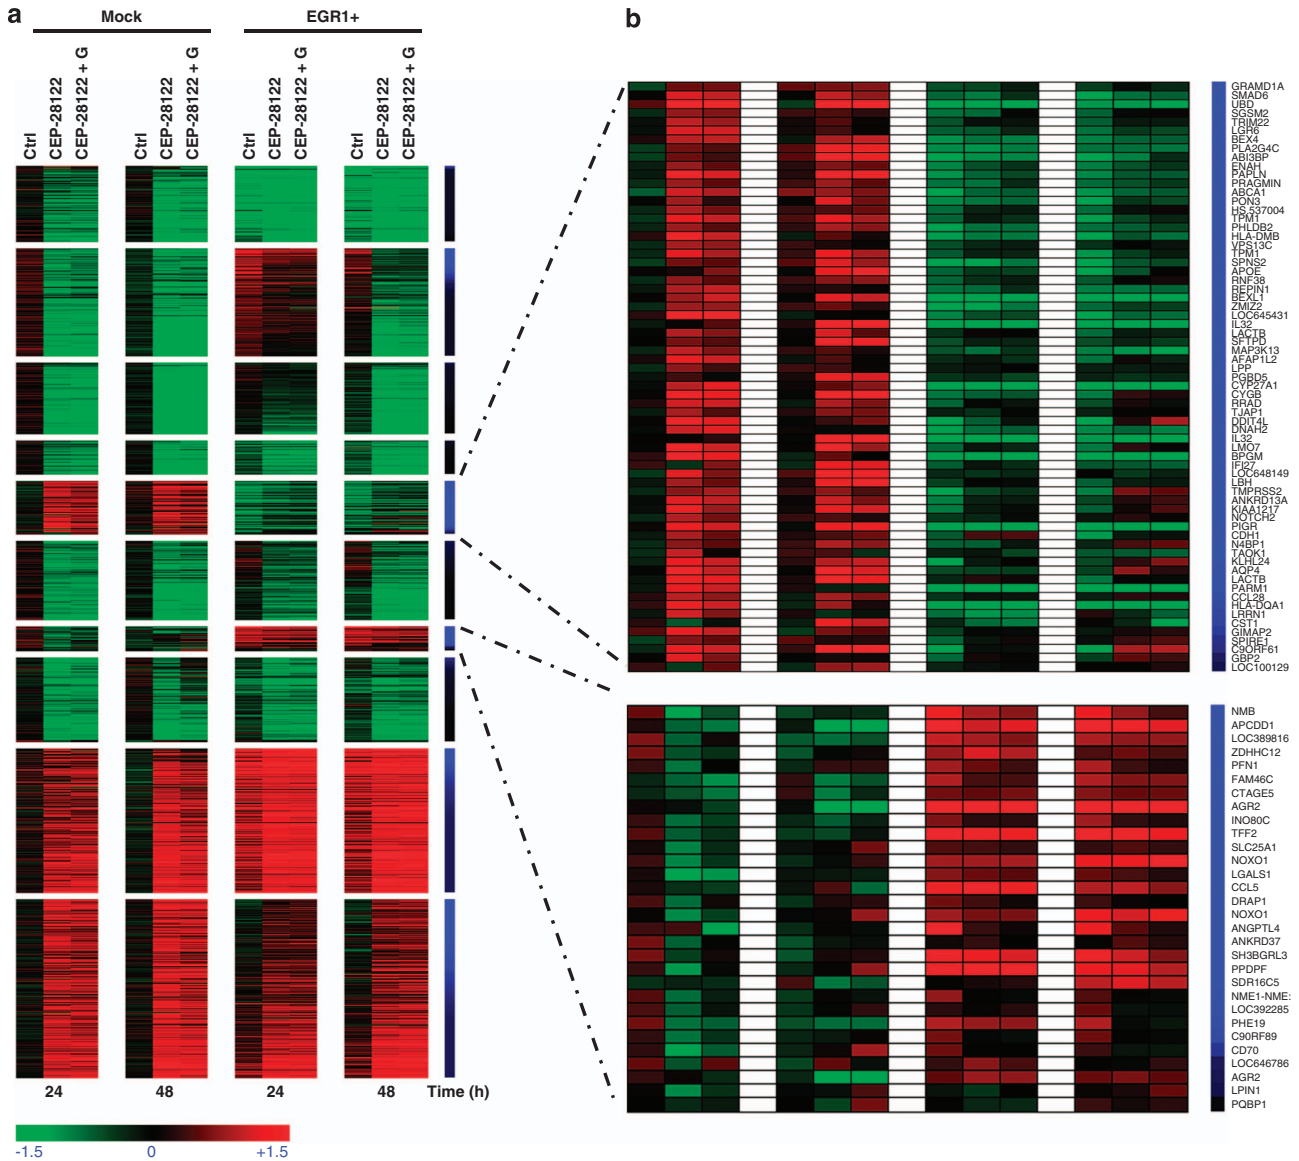 a
b
Mock
EGR1+
Ctrl
CEP-28122
CEP-28122 + G
Ctrl
CEP-28122
CEP-28122 + G
Ctrl
CEP-28122
CEP-28122 + G
Ctrl
CEP-28122
CEP-28122 + G
24
48
24
48
Time (h)
-1.5
0
+1.5
GRAMD1A
SMAD6
UBD
SGSM2
TRIM22
LGR6
BEX4
PLA2G4C
ABI3BP
ENAH
PAPLN
PRAGMIN
ABCA1
PON3
HS.537004
TPM1
PHLDB2
HLA-DMB
VPS13C
TPM1
SPNS2
APOE
RNF38
REPIN1
BEXL1
ZMIZ2
LOC645431
IL32
LACTB
SFTPD
MAP3K13
AFAP1L2
LPP
PGBD5
CYP27A1
CYGB
RRAD
TJAP1
DDIT4L
DNAH2
IL32
LMO7
BPGM
IFI27
LOC648149
LBH
TMPRSS2
ANKRD13A
KIAA1217
NOTCH2
PIGR
CDH1
N4BP1
TAOK1
KLHL24
AQP4
LACTB
PARM1
CCL28
HLA-DQA1
LRRN1
CST1
GIMAP2
SPIRE1
C9ORF61
GBP2
LOC100129
NMB
APCDD1
LOC389816
ZDHHC12
PFN1
FAM46C
CTAGE5
AGR2
INO80C
TFF2
SLC25A1
NOXO1
LGALS1
CCL5
DRAP1
NOXO1
ANGPTL4
ANKRD37
SH3BGRL3
PPDPF
SDR16C5
NME1-NME:
LOC392285
PHE19
C90RF89
CD70
LOC646786
AGR2
LPIN1
PQBP1